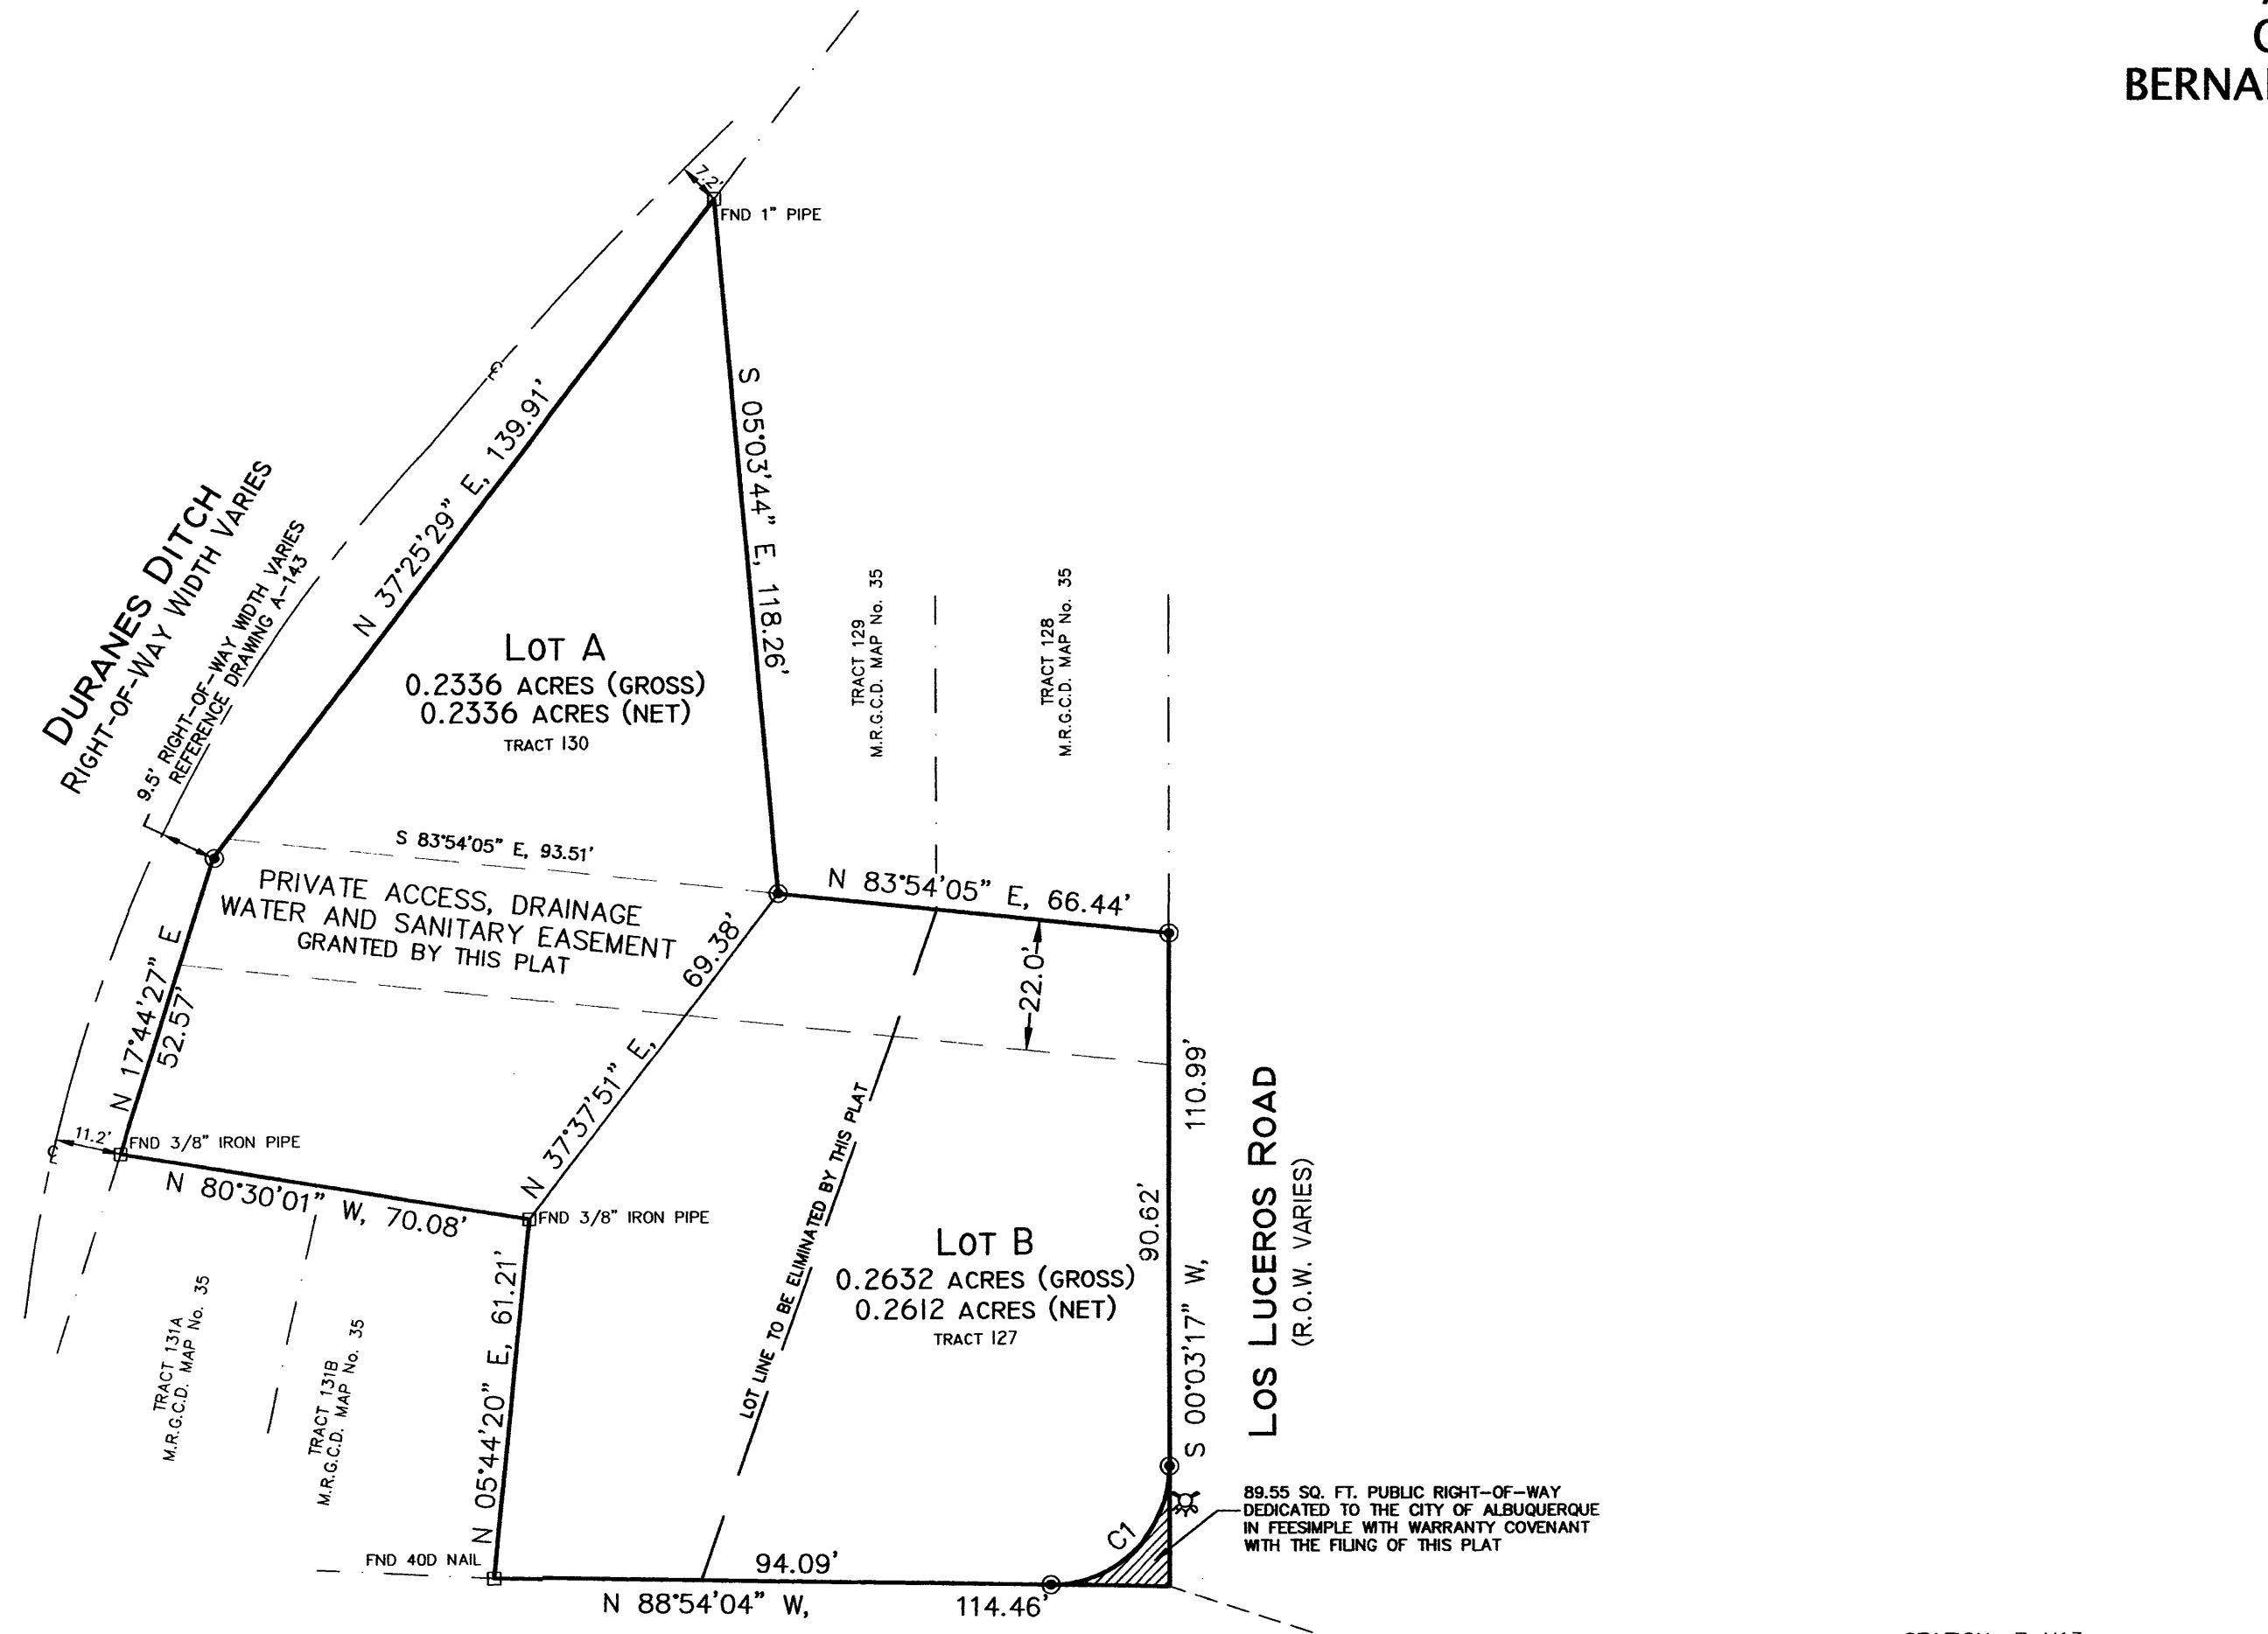 BERNAL
7.2'
FND 1" PIPE
N 37°25'29" E, 139.91'
S 05°03'44" E, 118.26'
DURANES DITCH
RIGHT-OF-WAY WIDTH VARIES
9.5' RIGHT-OF-WAY WIDTH VARIES
REFERENCE DRAWING A-143
LOT A
0.2336 ACRES (GROSS)
0.2336 ACRES (NET)
TRACT 130
TRACT 129
M.R.G.C.D. MAP No. 35
TRACT 128
M.R.G.C.D. MAP No. 35
S 83°54'05" E, 93.51'
PRIVATE ACCESS, DRAINAGE
WATER AND SANITARY EASEMENT
GRANTED BY THIS PLAT
N 83°54'05" E, 66.44'
22.0'
N 17°44'27" E
52.57'
N 37°37'51" E, 69.38'
11.2'
FND 3/8" IRON PIPE
N 80°30'01" W, 70.08'
FND 3/8" IRON PIPE
LOT LINE TO BE ELIMINATED BY THIS PLAT
LOT B
0.2632 ACRES (GROSS)
0.2612 ACRES (NET)
TRACT 127
90.62'
S 00°03'17" W, 110.99'
LOS LUCEROS ROAD
(R.O.W. VARIES)
TRACT 131A
M.R.G.C.D. MAP No. 35
TRACT 131B
M.R.G.C.D. MAP No. 35
N 05°44'20" E, 61.21'
FND 40D NAIL
94.09'
N 88°54'04" W, 114.46'
C1
89.55 SQ. FT. PUBLIC RIGHT-OF-WAY
DEDICATED TO THE CITY OF ALBUQUERQUE
IN FEESIMPLE WITH WARRANTY COVENANT
WITH THE FILING OF THIS PLAT